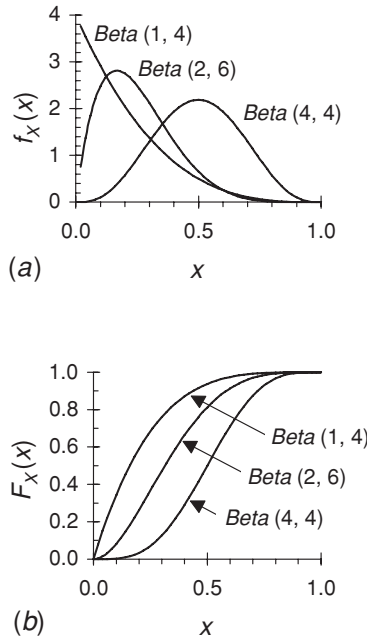 4
Beta (1, 4)
3
Beta (2, 6)
2
Beta (4, 4)
1
0
0.0 0.5 1.0
f_X(x)
x
(a)
1.0
0.8
0.6
0.4
0.2
0.0
Beta (1, 4)
Beta (2, 6)
Beta (4, 4)
0.0 0.5 1.0
F_X(x)
x
(b)